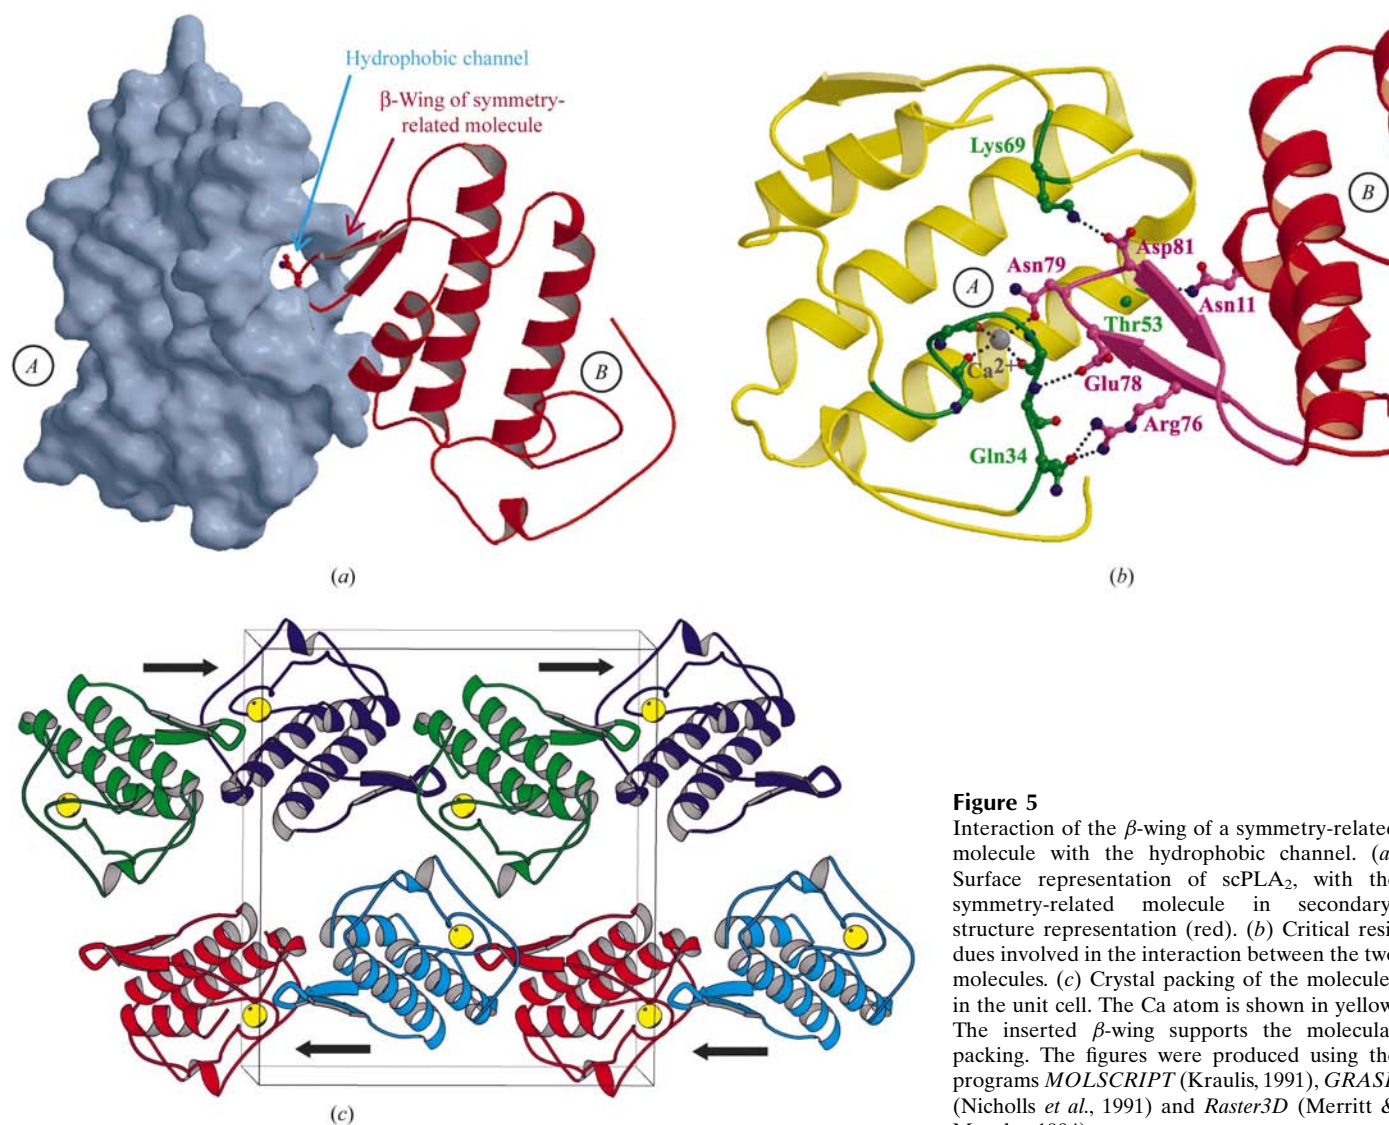 Hydrophobic channel
β-Wing of symmetry-
related molecule
A
B
(a)
Lys69
B
Asp81
Asn79
A
Asn11
Thr53
Ca2+
Glu78
Arg76
Gln34
(b)
(c)
Figure 5
Interaction of the β-wing of a symmetry-related
molecule with the hydrophobic channel. (a
Surface representation of scPLA₂, with the
symmetry-related molecule in secondary
structure representation (red). (b) Critical resi
dues involved in the interaction between the two
molecules. (c) Crystal packing of the molecule
in the unit cell. The Ca atom is shown in yellow
The inserted β-wing supports the molecula
packing. The figures were produced using the
programs MOLSCRIPT (Kraulis, 1991), GRASP
(Nicholls et al., 1991) and Raster3D (Merritt &